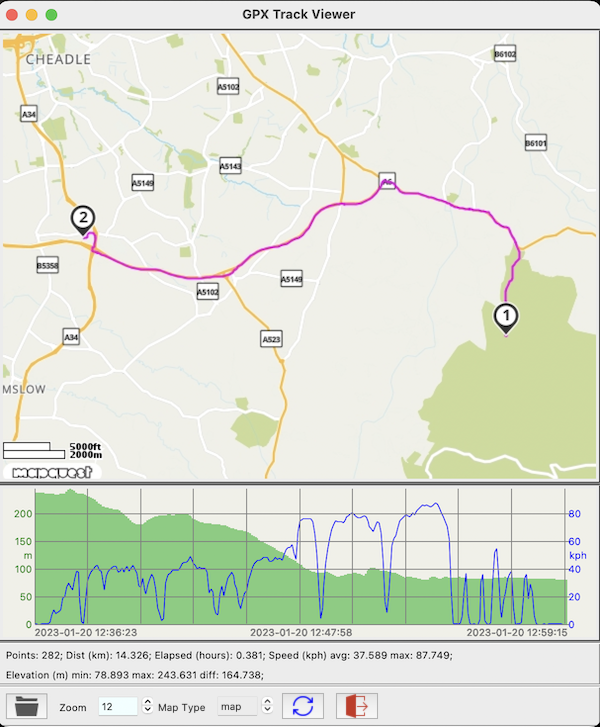 GPX Track Viewer
CHEADLE
B6102
A5102
A34
B6101
A5143
A5149
A6
2
B5358
A5149
A5102
1
A34
A523
MSLOW
5000ft
2000m
mapquest
200
80
150
60
m
kph
100
40
50
20
0
0
2023-01-20 12:36:23 2023-01-20 12:47:58 2023-01-20 12:59:15
Points: 282; Dist (km): 14.326; Elapsed (hours): 0.381; Speed (kph) avg: 37.589 max: 87.749;
Elevation (m) min: 78.893 max: 243.631 diff: 164.738;
Zoom 12 Map Type map